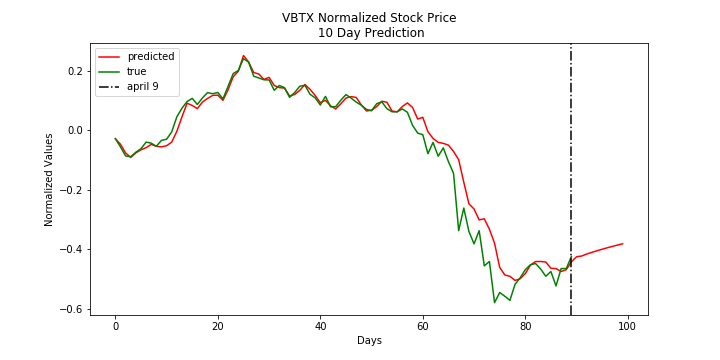 VBTX Normalized Stock Price
10 Day Prediction
predicted
true
april 9
Normalized Values
0.2
0.0
−0.2
−0.4
−0.6
0 20 40 60 80 100
Days